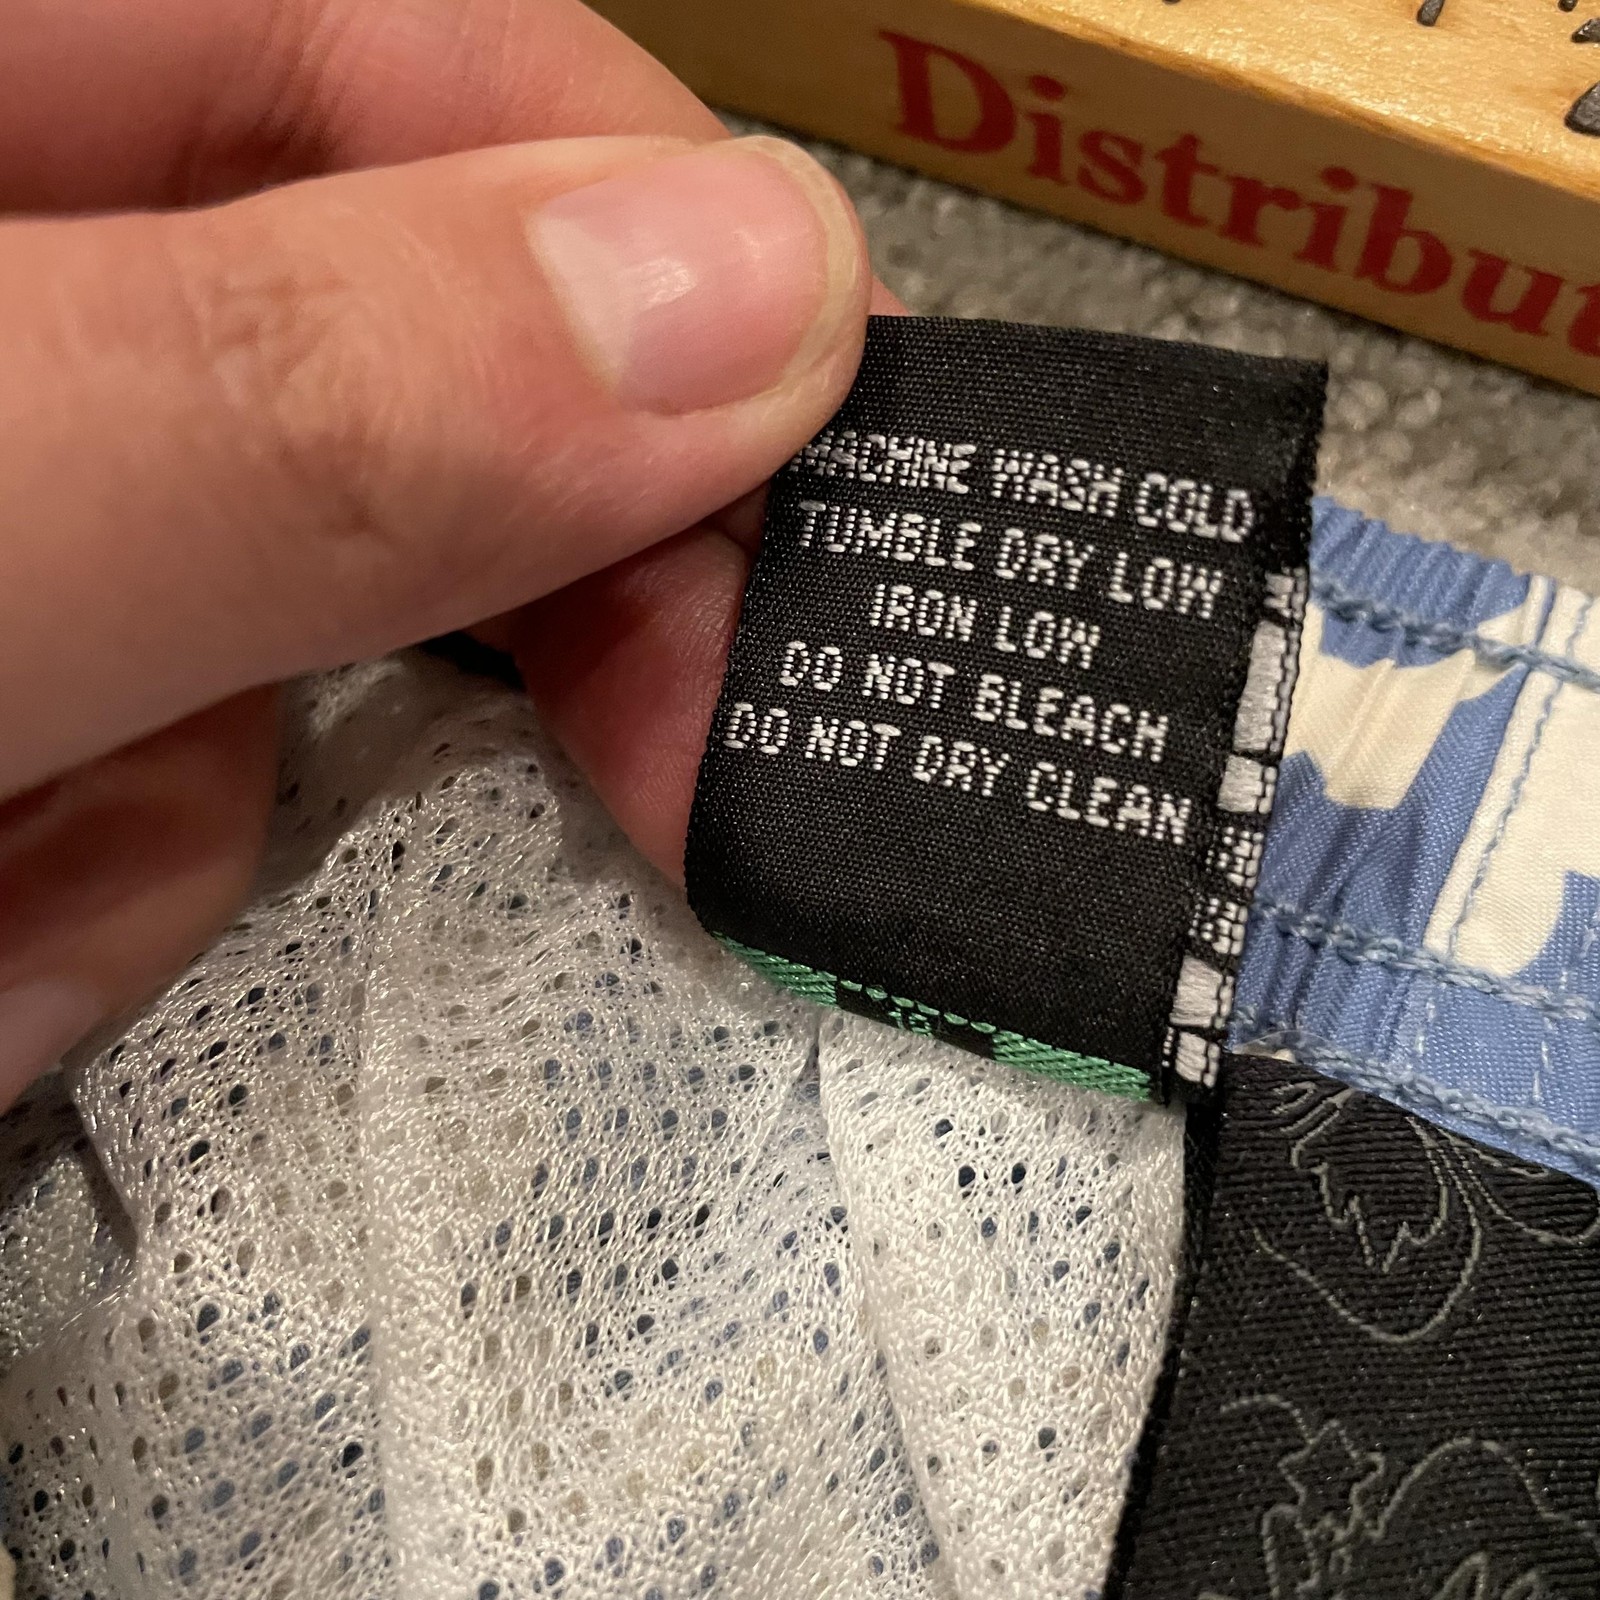 Distribut
MACHINE WASH COLD
TUMBLE DRY LOW
IRON LOW
DO NOT BLEACH
DO NOT DRY CLEAN